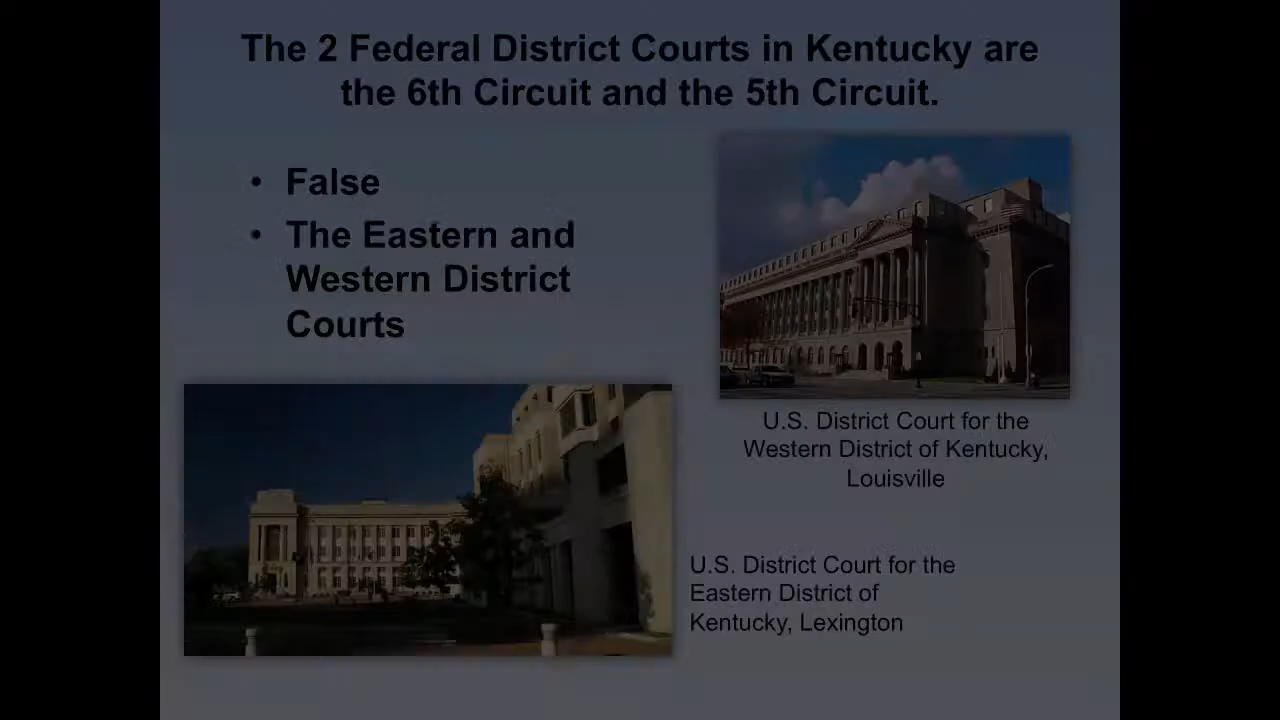 The 2 Federal District Courts in Kentucky are
the 6th Circuit and the 5th Circuit.
• False
• The Eastern and
Western District
Courts
U.S. District Court for the
Western District of Kentucky,
Louisville
U.S. District Court for the
Eastern District of
Kentucky, Lexington